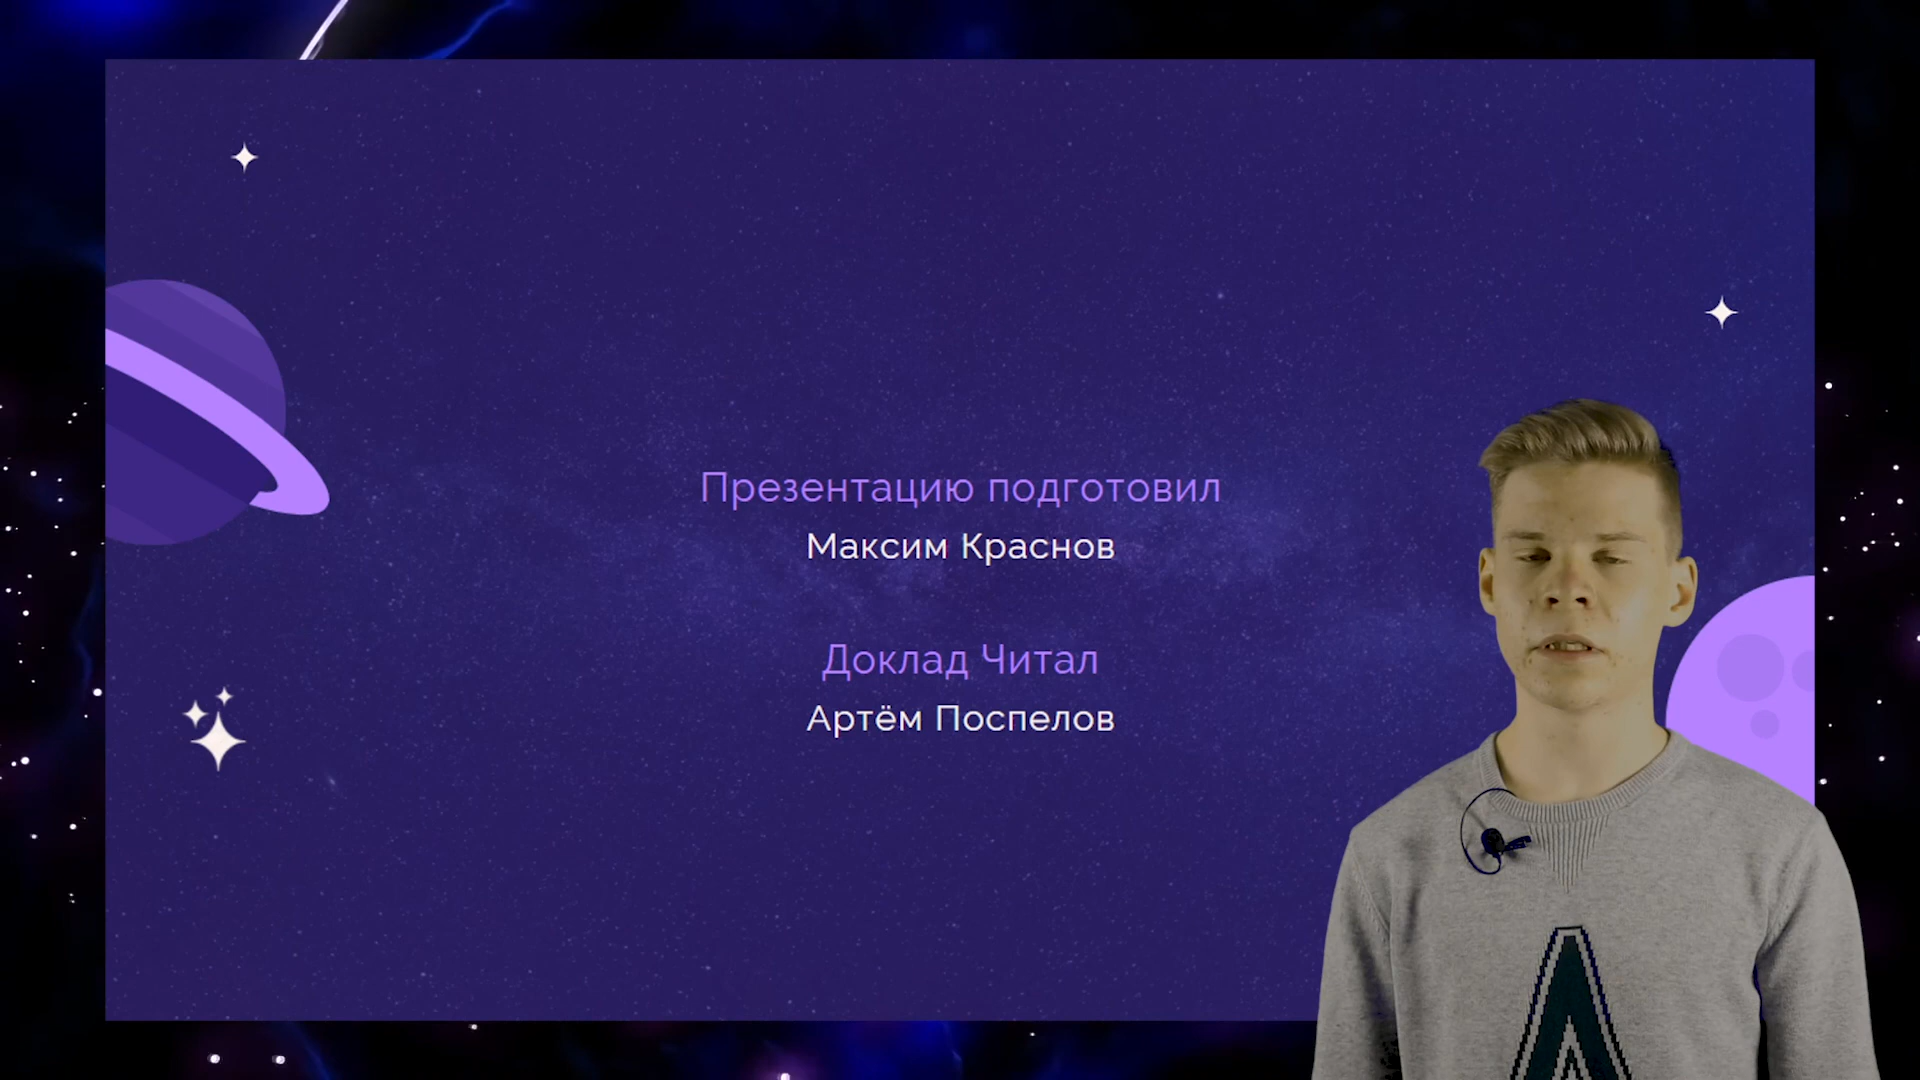 Презентацию подготовил
Максим Краснов
Доклад Читал
Артём Поспелов